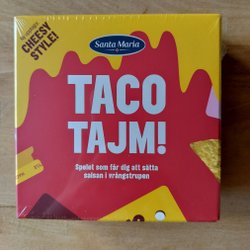 CHEESY
STYLE!
Santa Maria
TACO
TAJM!
Spelet som får dig att sätta
salsan i vrångstrupen